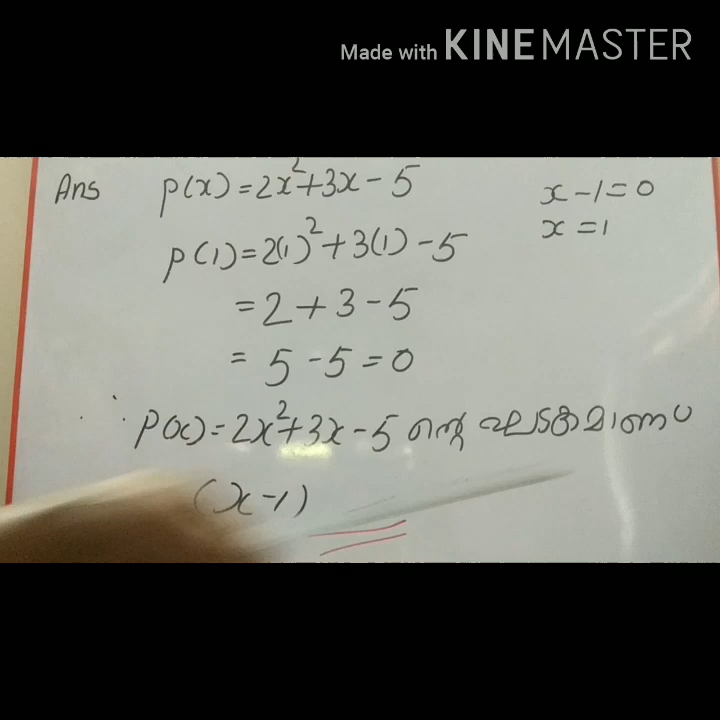 Made with KINEMASTER
Ans p(x)=2x²+3x-5 x-1=0
p(1)=2(1)²+3(1)-5 x=1
=2+3-5
= 5-5=0
∴ p(x)=2x²+3x-5 ന്റെ ഘടകമാണ്
(x-1)